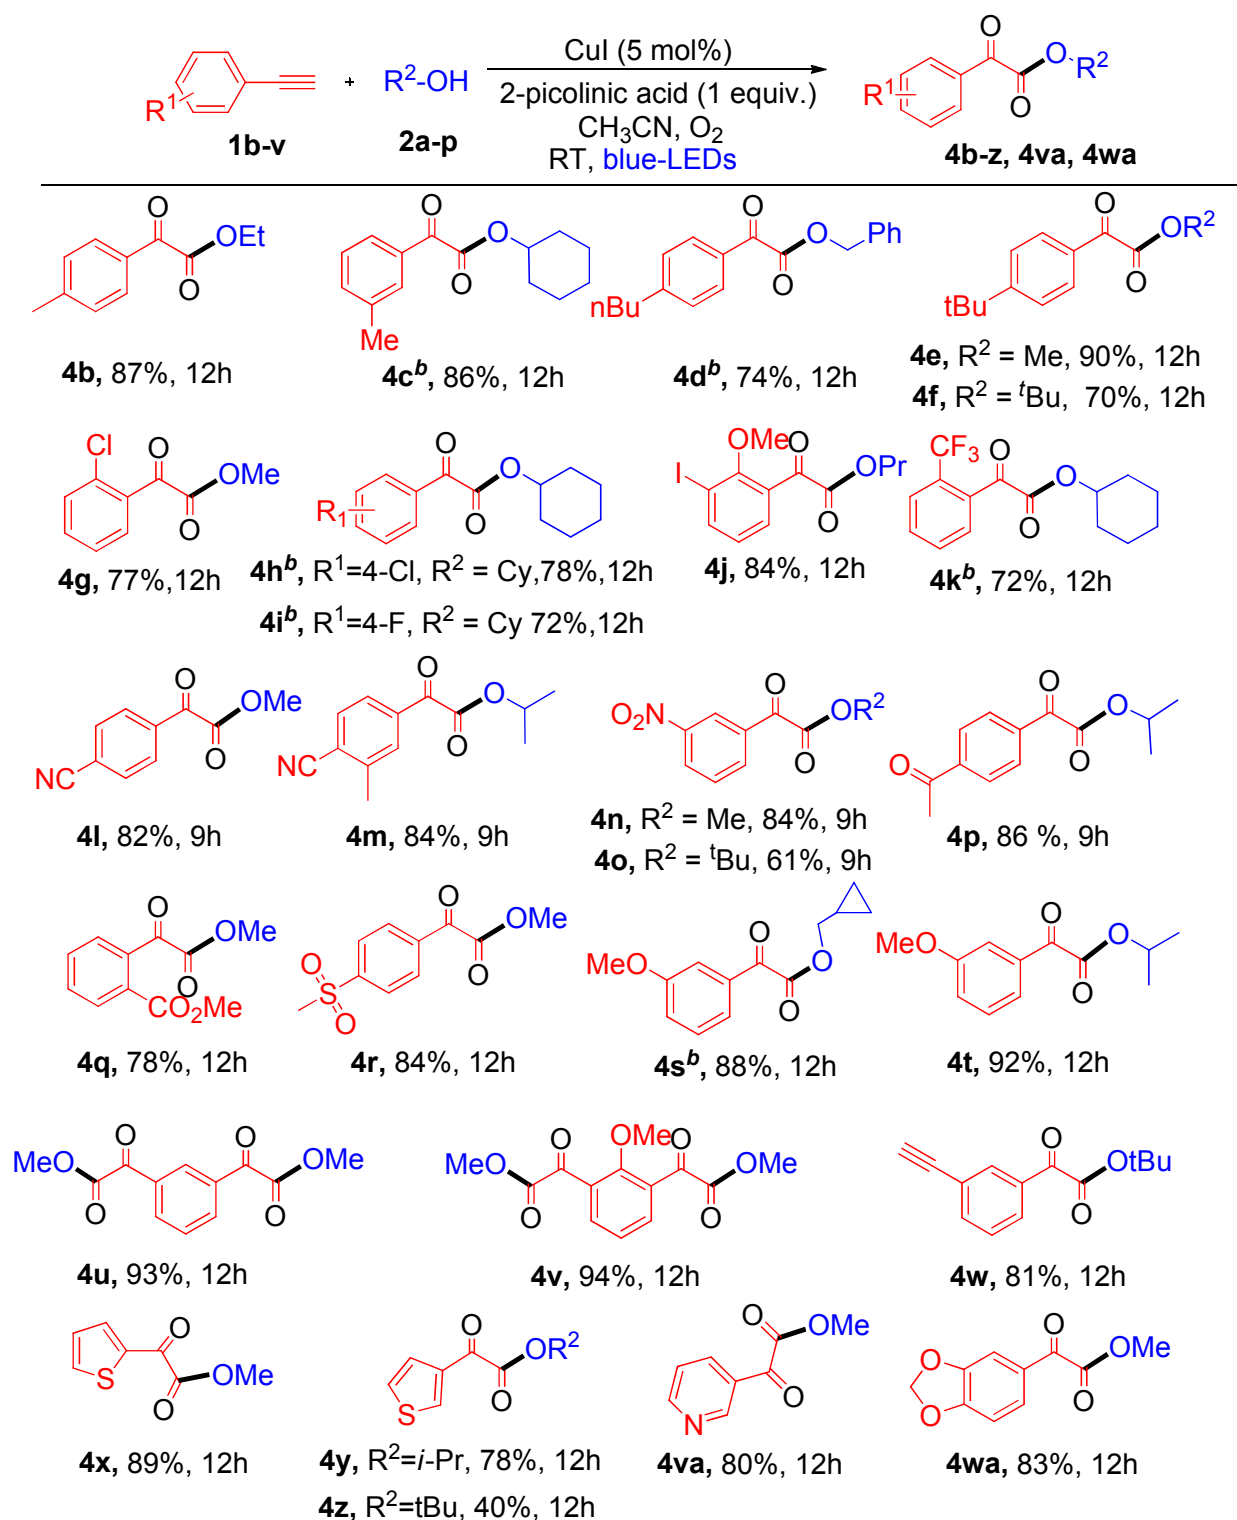 R¹ + R²-OH
1b-v 2a-p
CuI (5 mol%)
2-picolinic acid (1 equiv.)
CH₃CN, O₂
RT, blue-LEDs
R¹ O O O R²
4b-z, 4va, 4wa
O OEt O
4b, 87%, 12h
O O O Me
4cᵇ, 86%, 12h
O O Ph O nBu
4dᵇ, 74%, 12h
O OR² O tBu
4e, R² = Me, 90%, 12h
4f, R² = ᵗBu, 70%, 12h
Cl O OMe O
4g, 77%,12h
O O O R₁
4hᵇ, R¹=4-Cl, R² = Cy,78%,12h
4iᵇ, R¹=4-F, R² = Cy 72%,12h
OMe O OPr I O
4j, 84%, 12h
CF₃ O O O
4kᵇ, 72%, 12h
O OMe O NC
4l, 82%, 9h
O O O NC
4m, 84%, 9h
O₂N O OR² O
4n, R² = Me, 84%, 9h
4o, R² = ᵗBu, 61%, 9h
O O O O
4p, 86 %, 9h
O OMe O CO₂Me
4q, 78%, 12h
O OMe O O S O
4r, 84%, 12h
MeO O O O
4sᵇ, 88%, 12h
MeO O O O
4t, 92%, 12h
MeO O O O OMe O
4u, 93%, 12h
MeO O OMe O OMe O O
4v, 94%, 12h
O OtBu O
4w, 81%, 12h
O S OMe O
4x, 89%, 12h
O OR² O S
4y, R²=i-Pr, 78%, 12h
4z, R²=tBu, 40%, 12h
O OMe O N
4va, 80%, 12h
O O O OMe O
4wa, 83%, 12h